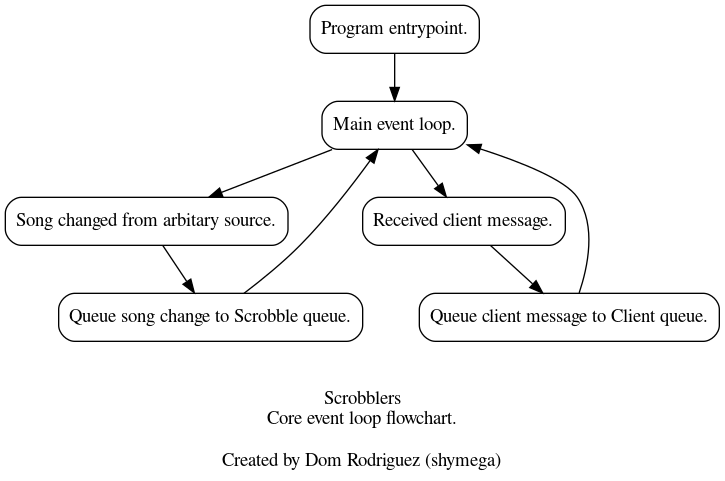 Program entrypoint.
Main event loop.
Song changed from arbitary source.
Received client message.
Queue song change to Scrobble queue.
Queue client message to Client queue.
Scrobblers
Core event loop flowchart.
Created by Dom Rodriguez (shymega)